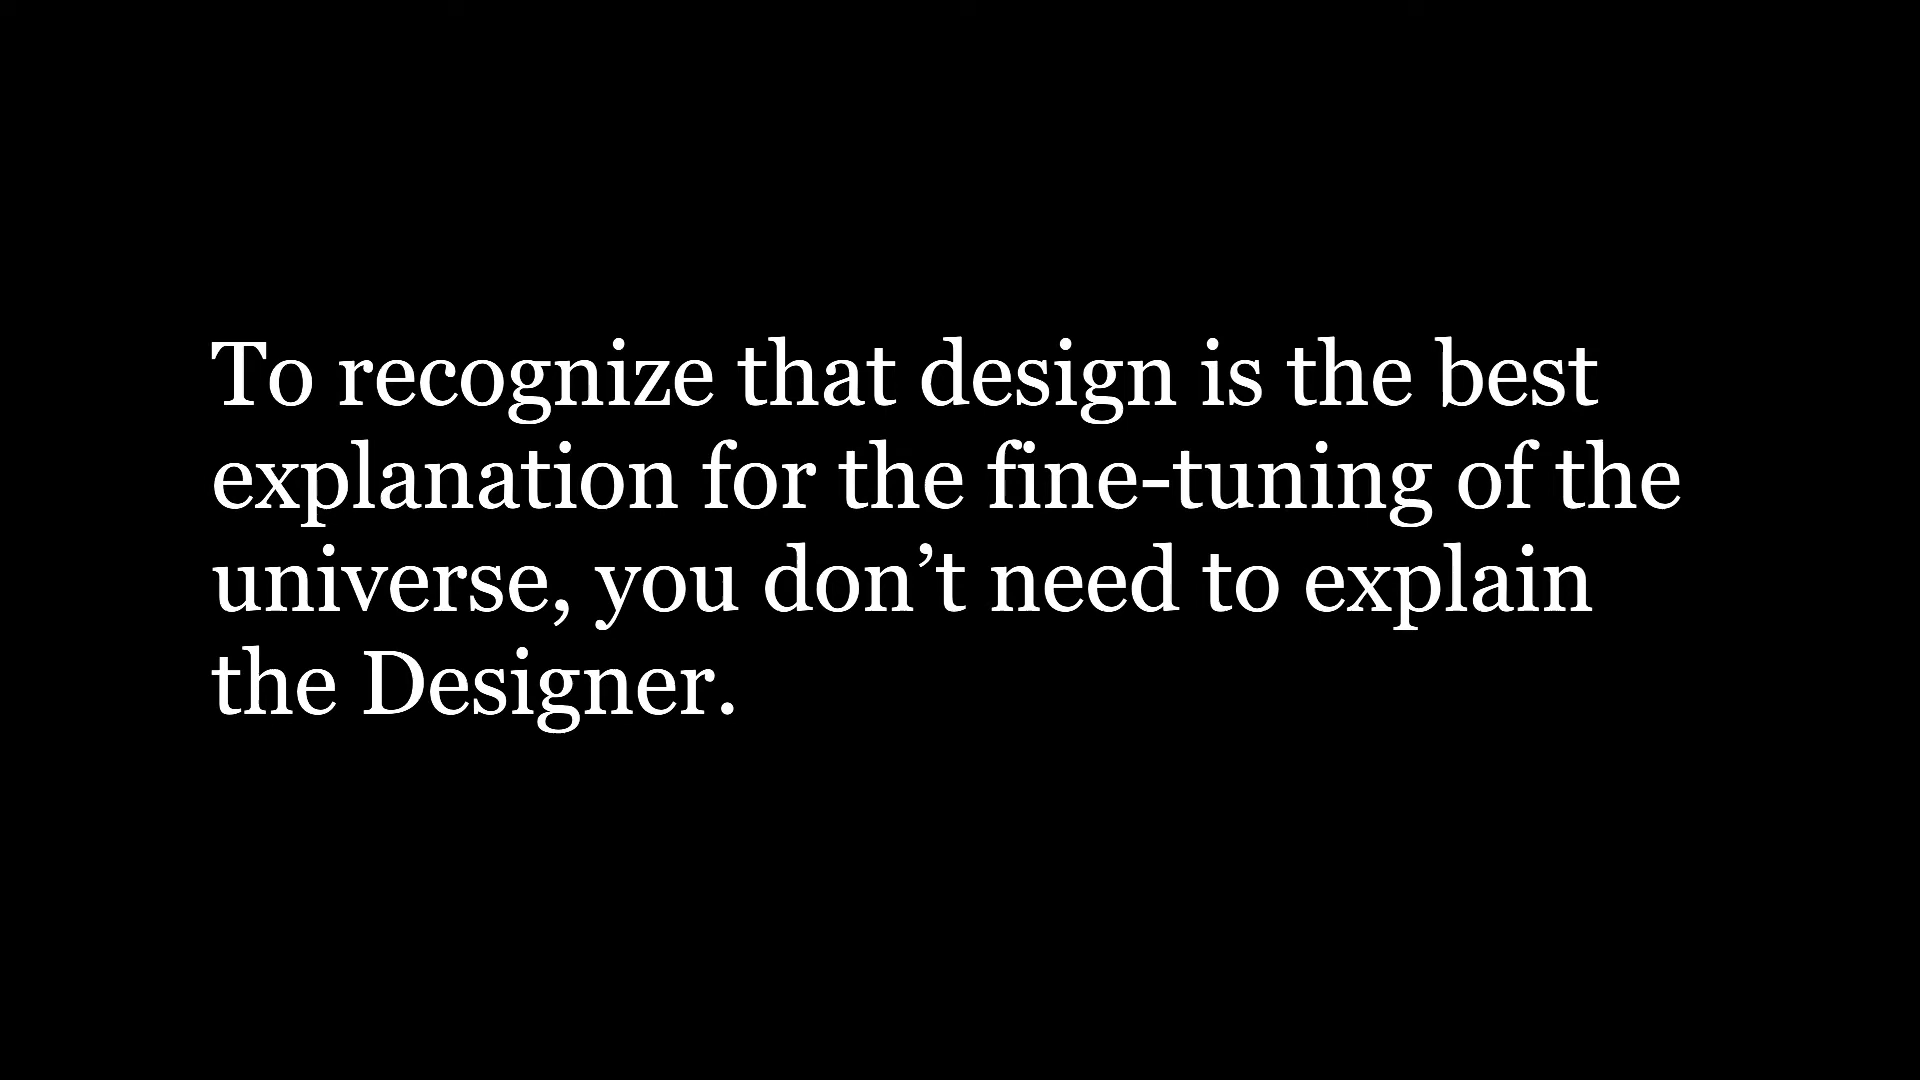 To recognize that design is the best
explanation for the fine-tuning of the
universe, you don’t need to explain
the Designer.